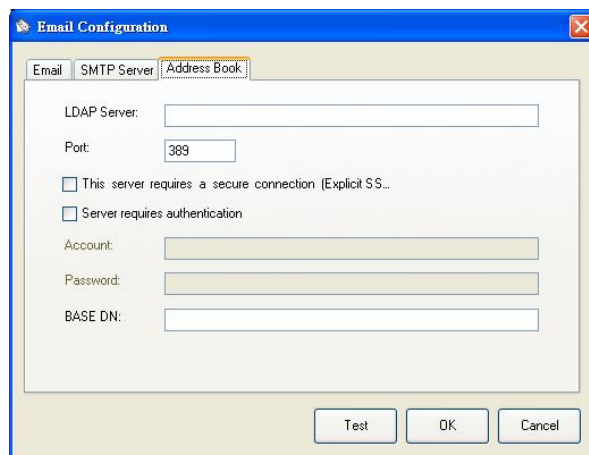 Email Configuration
Email SMTP Server Address Book
LDAP Server:
Port: 389
This server requires a secure connection (Explicit SS...
Server requires authentication
Account:
Password:
BASE DN:
Test OK Cancel